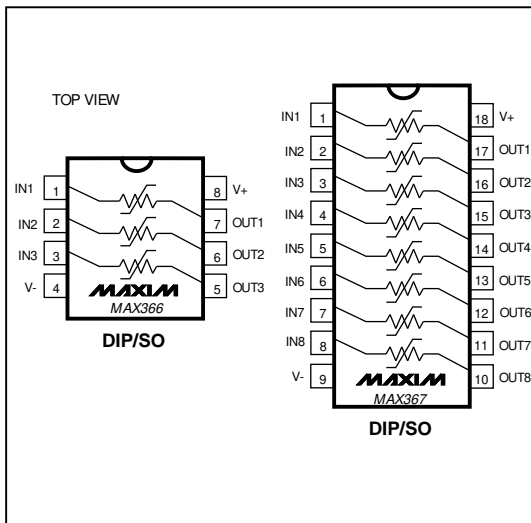 TOP VIEW
IN1 1 8 V+
IN2 2 7 OUT1
IN3 3 6 OUT2
V- 4 5 OUT3
MAXIM
MAX366
DIP/SO
IN1 1 18 V+
IN2 2 17 OUT1
IN3 3 16 OUT2
IN4 4 15 OUT3
IN5 5 14 OUT4
IN6 6 13 OUT5
IN7 7 12 OUT6
IN8 8 11 OUT7
V- 9 10 OUT8
MAXIM
MAX367
DIP/SO